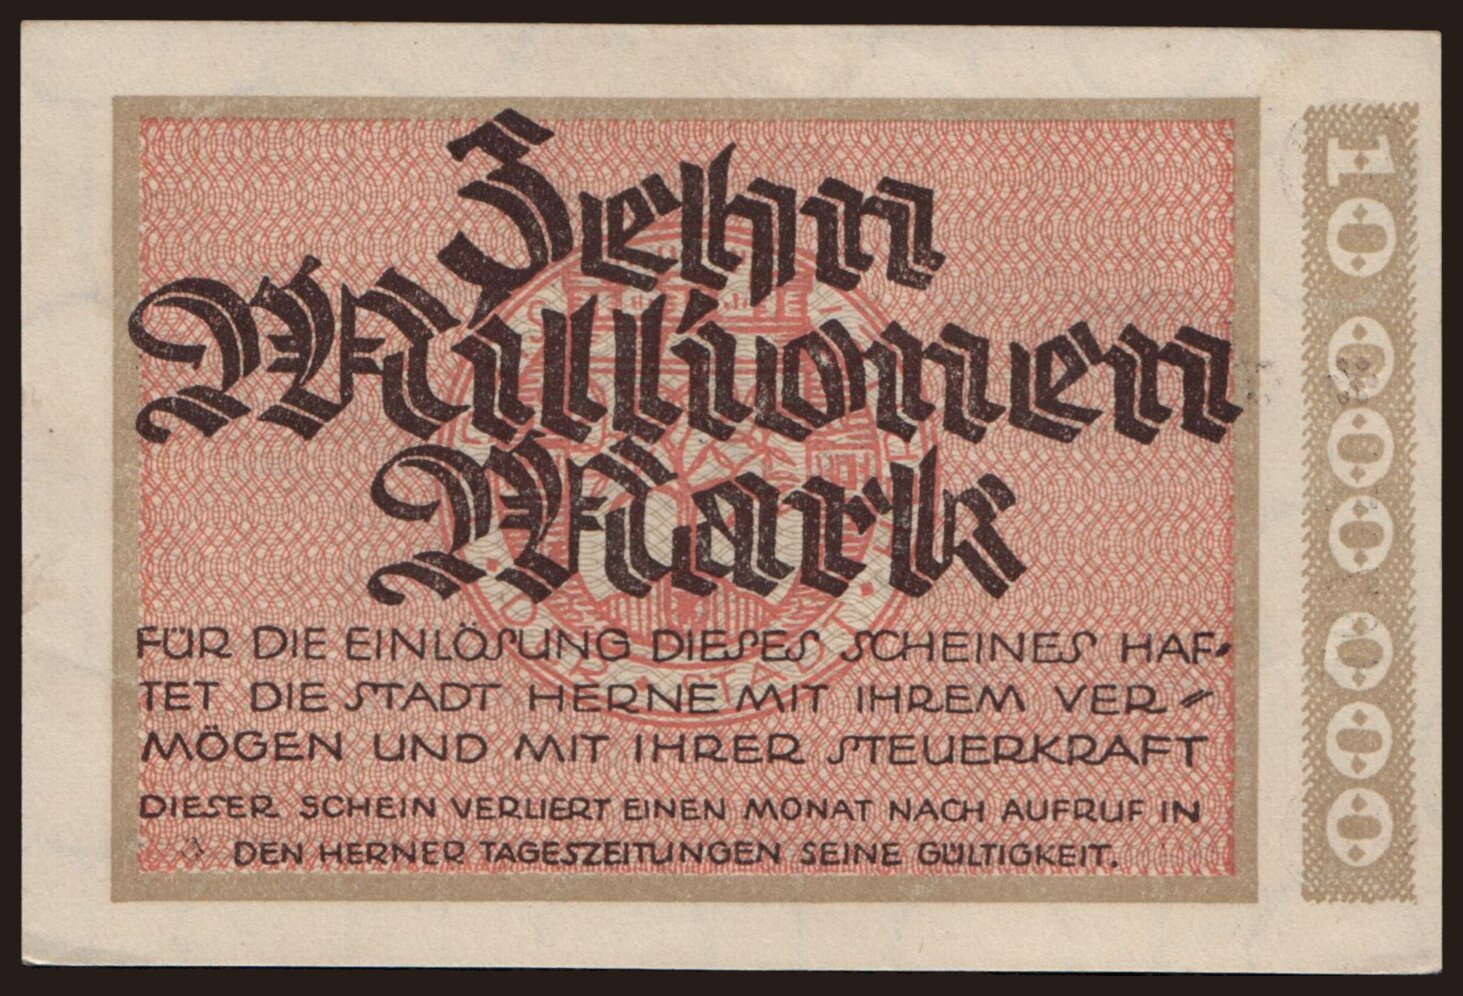 Zehn
Millionen
Mark
FÜR DIE EINLÖSUNG DIESES SCHEINES HAF-
TET DIE STADT HERNE MIT IHREM VER-
MÖGEN UND MIT IHRER STEUERKRAFT
DIESER SCHEIN VERLIERT EINEN MONAT NACH AUFRUF IN
DEN HERNER TAGESZEITUNGEN SEINE GÜLTIGKEIT.
10 000 000